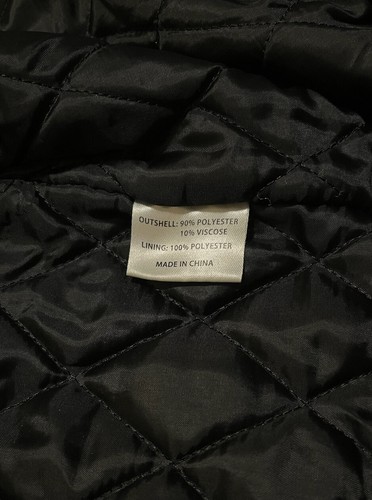 OUTSHELL: 90% POLYESTER
10% VISCOSE
LINING: 100% POLYESTER
MADE IN CHINA